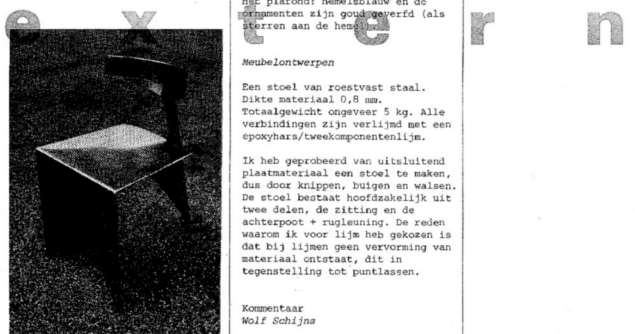 extern
het plafond: hemelsblauw en de
ornamenten zijn goud geverfd (als
sterren aan de hemel).
Meubelontwerpen
Een stoel van roestvast staal.
Dikte materiaal 0,8 mm.
Totaalgewicht ongeveer 5 kg. Alle
verbindingen zijn verlijmd met een
epoxyhars/tweekomponentenlijm.
Ik heb geprobeerd van uitsluitend
plaatmateriaal een stoel te maken,
dus door knippen, buigen en walsen.
De stoel bestaat hoofdzakelijk uit
twee delen, de zitting en de
achterpoot + rugleuning. De reden
waarom ik voor lijm heb gekozen is
dat bij lijmen geen vervorming van
materiaal ontstaat, dit in
tegenstelling tot puntlassen.
Kommentaar
Wolf Schijns